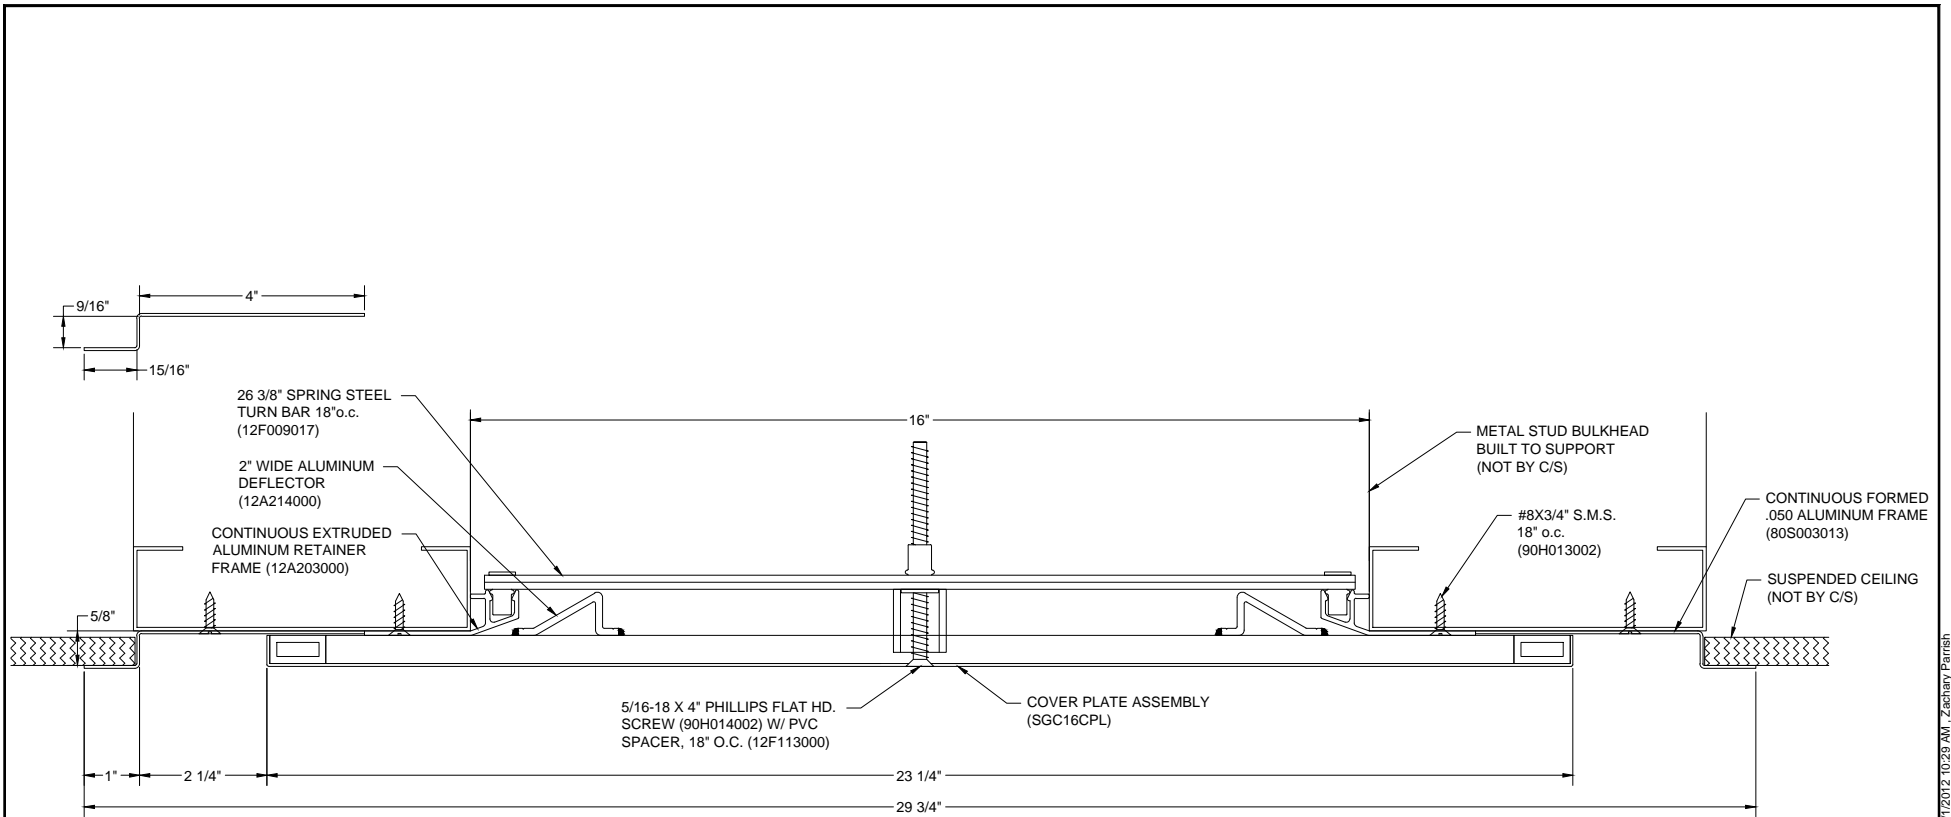 4"
9/16"
15/16"
26 3/8" SPRING STEEL
TURN BAR 18"o.c.
(12F009017)
2" WIDE ALUMINUM
DEFLECTOR
(12A214000)
CONTINUOUS EXTRUDED
ALUMINUM RETAINER
FRAME (12A203000)
5/8"
16"
METAL STUD BULKHEAD
BUILT TO SUPPORT
(NOT BY C/S)
#8X3/4" S.M.S.
18" o.c.
(90H013002)
CONTINUOUS FORMED
.050 ALUMINUM FRAME
(80S003013)
SUSPENDED CEILING
(NOT BY C/S)
5/16-18 X 4" PHILLIPS FLAT HD.
SCREW (90H014002) W/ PVC
SPACER, 18" O.C. (12F113000)
COVER PLATE ASSEMBLY
(SGC16CPL)
1"
2 1/4"
23 1/4"
29 3/4"
1/2012 10:29 AM , Zachary Parrish